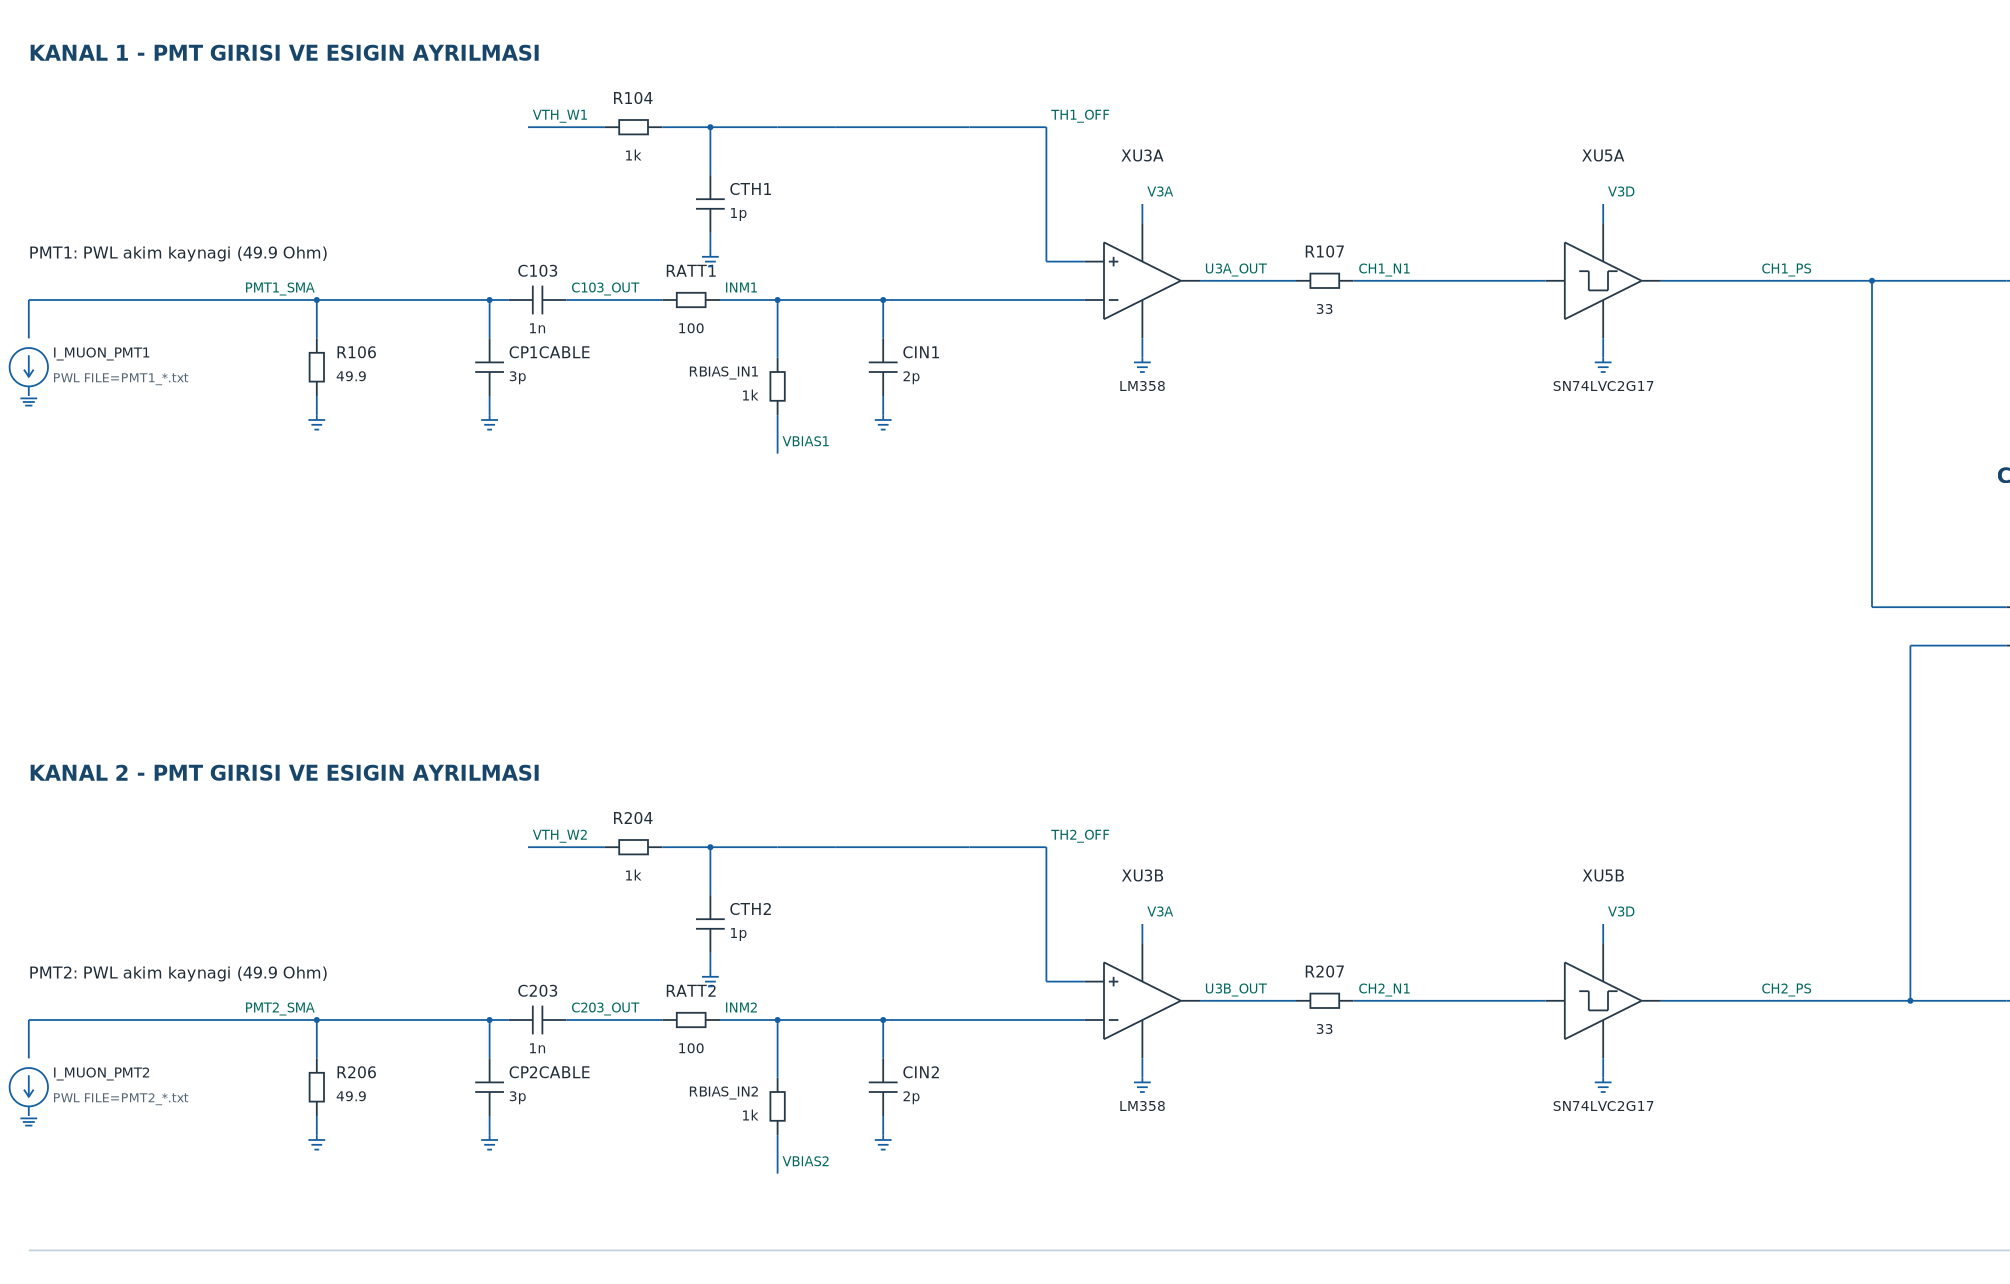 KANAL 1 - PMT GIRISI VE ESIGIN AYRILMASI
R104
VTH_W1
TH1_OFF
1k
XU3A
XU5A
CTH1
1p
V3A
V3D
PMT1: PWL akim kaynagi (49.9 Ohm)
C103
RATT1
R107
PMT1_SMA
C103_OUT
INM1
U3A_OUT
CH1_N1
CH1_PS
+
−
1n
100
33
I_MUON_PMT1
PWL FILE=PMT1_*.txt
R106
49.9
CP1CABLE
3p
RBIAS_IN1
1k
CIN1
2p
LM358
SN74LVC2G17
VBIAS1
C
KANAL 2 - PMT GIRISI VE ESIGIN AYRILMASI
R204
VTH_W2
TH2_OFF
1k
XU3B
XU5B
CTH2
1p
V3A
V3D
PMT2: PWL akim kaynagi (49.9 Ohm)
C203
RATT2
R207
PMT2_SMA
C203_OUT
INM2
U3B_OUT
CH2_N1
CH2_PS
+
−
1n
100
33
I_MUON_PMT2
PWL FILE=PMT2_*.txt
R206
49.9
CP2CABLE
3p
RBIAS_IN2
1k
CIN2
2p
LM358
SN74LVC2G17
VBIAS2